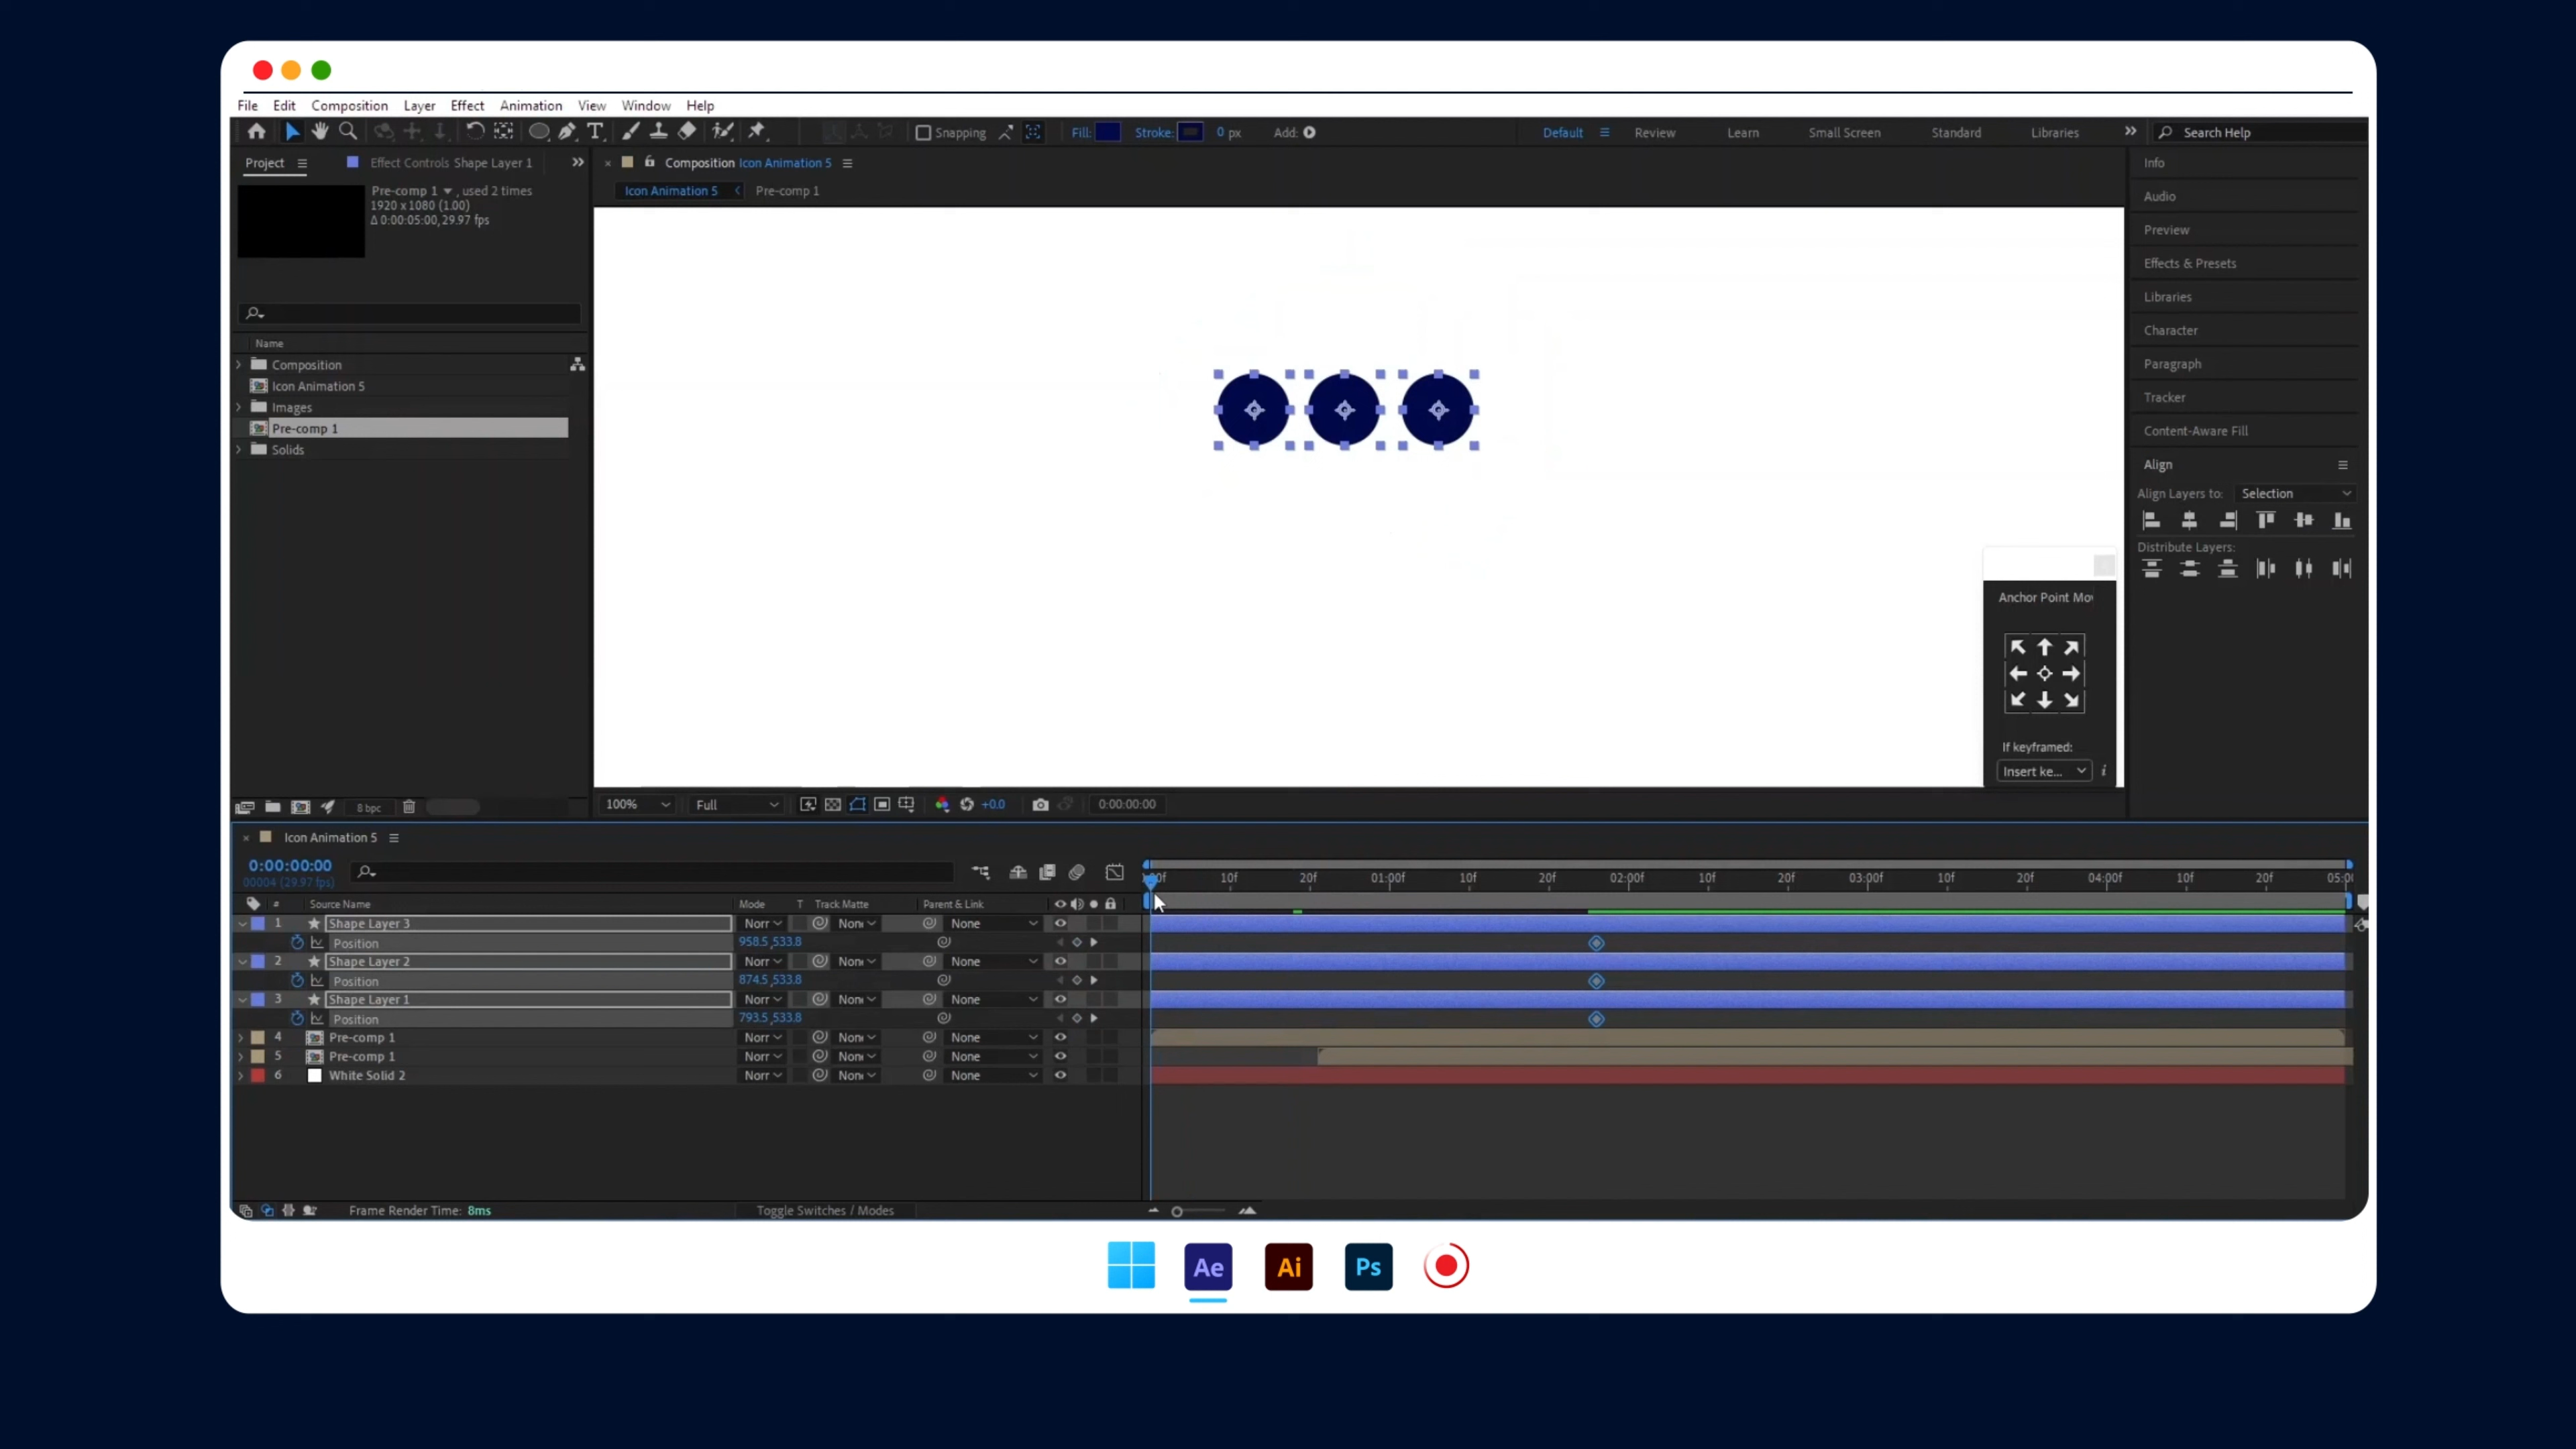 File Edit Composition Layer Effect Animation View Window Help
Snapping Fill: Stroke: 0 px Add: Default Review Learn Small Screen Standard Libraries Search Help
Project Effect Controls Shape Layer 1 Composition Icon Animation 5
Pre-comp 1 , used 2 times
1920 x 1080 (1.00)
Δ 0:00:05:00, 29.97 fps
Icon Animation 5 Pre-comp 1
Name
Composition
Icon Animation 5
Images
Pre-comp 1
Solids
Info
Audio
Preview
Effects & Presets
Libraries
Character
Paragraph
Tracker
Content-Aware Fill
Align
Align Layers to: Selection
Distribute Layers:
Anchor Point Mov
If keyframed:
Insert ke... i
8 bpc 100% Full +0.0 0:00:00:00
Icon Animation 5
0:00:00:00
00004 (29.97 fps)
10f 20f 01:00f 10f 20f 02:00f 10f 20f 03:00f 10f 20f 04:00f 10f 20f
# Source Name Mode T Track Matte Parent & Link
1 Shape Layer 3 Norr Non None
Position 958.5,533.8
2 Shape Layer 2 Norr Non None
Position 874.5,533.8
3 Shape Layer 1 Norr Non None
Position 793.5,533.8
4 Pre-comp 1 Norr Non None
5 Pre-comp 1 Norr Non None
6 White Solid 2 Norr Non None
Frame Render Time: 8ms Toggle Switches / Modes
Ae Ai Ps